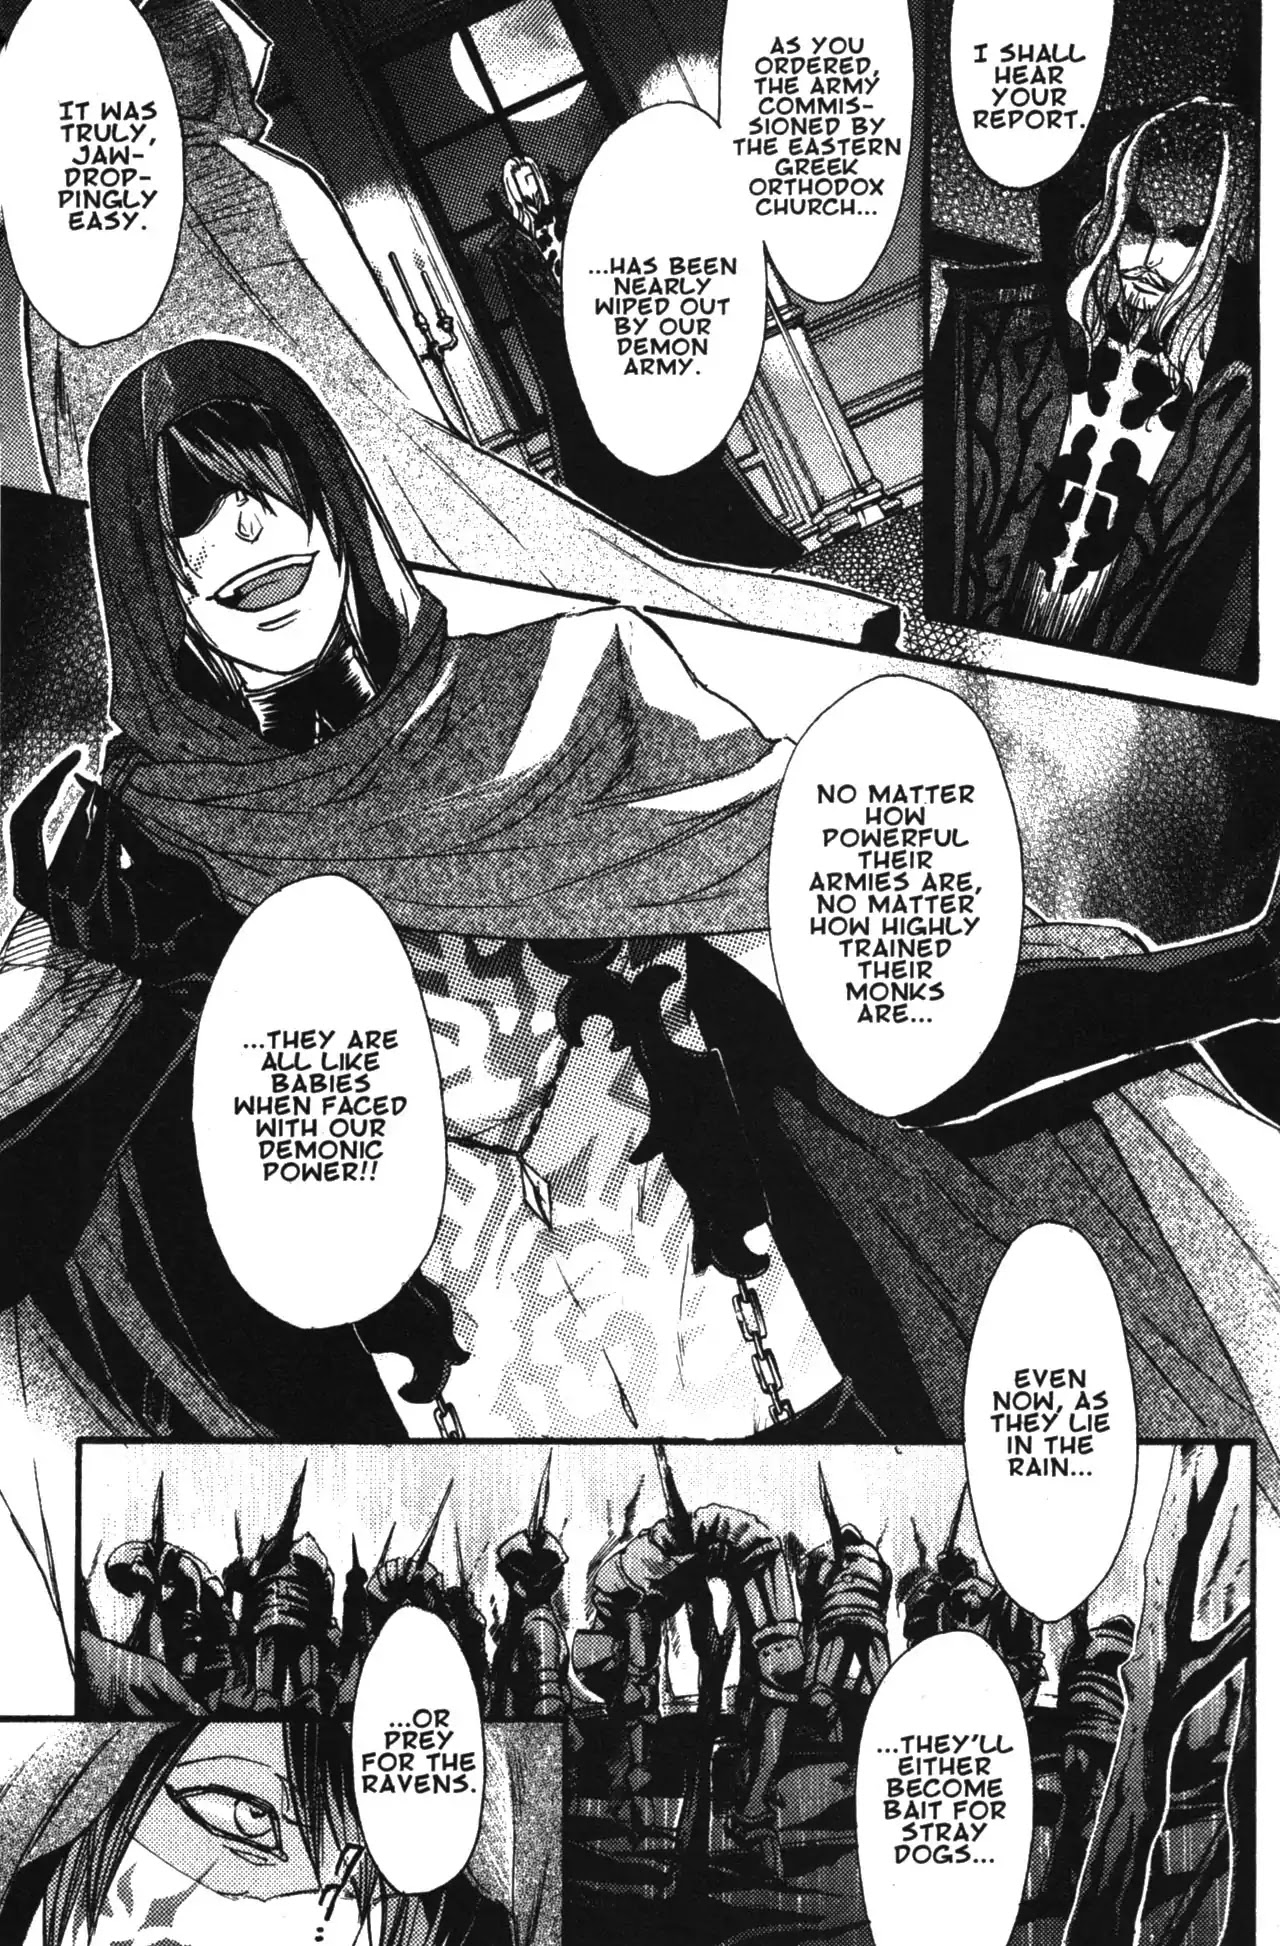 I SHALL
HEAR
YOUR
REPORT.
AS YOU
ORDERED,
THE ARMY
COMMIS-
SIONED BY
THE EASTERN
GREEK
ORTHODOX
CHURCH...
...HAS BEEN
NEARLY
WIPED OUT
BY OUR
DEMON
ARMY.
IT WAS
TRULY,
JAW-
DROP-
PINGLY
EASY.
NO MATTER
HOW
POWERFUL
THEIR
ARMIES ARE,
NO MATTER
HOW HIGHLY
TRAINED
THEIR
MONKS
ARE...
...THEY ARE
ALL LIKE
BABIES
WHEN FACED
WITH OUR
DEMONIC
POWER!!
EVEN
NOW, AS
THEY LIE
IN THE
RAIN...
...THEY'LL
EITHER
BECOME
BAIT FOR
STRAY
DOGS...
...OR
PREY
FOR THE
RAVENS.
クク…